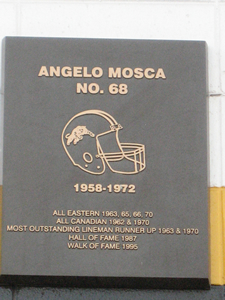 ANGELO MOSCA
NO. 68
1958-1972
ALL EASTERN 1963, 65, 66, 70
ALL CANADIAN 1962 & 1970
MOST OUTSTANDING LINEMAN RUNNER UP 1963 & 1970
HALL OF FAME 1987
WALK OF FAME 1995